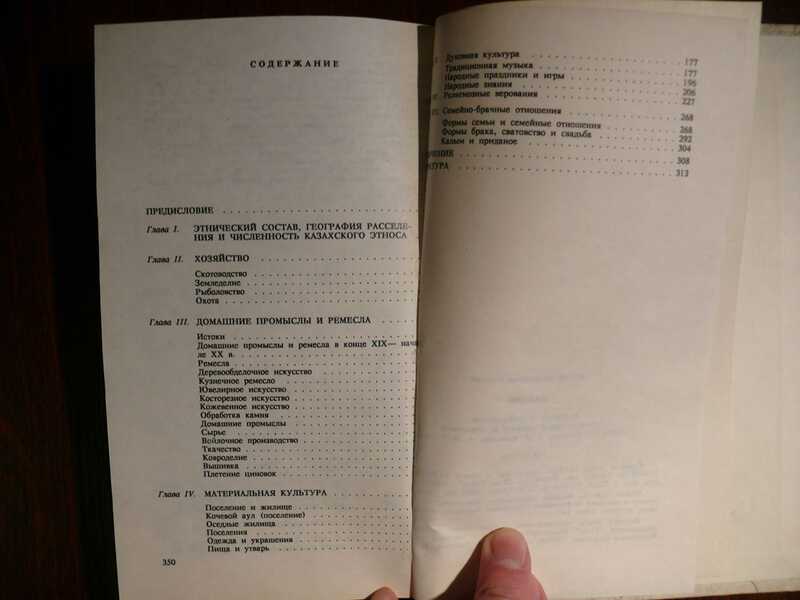 СОДЕРЖАНИЕ
ПРЕДИСЛОВИЕ
Глава I. ЭТНИЧЕСКИЙ СОСТАВ, ГЕОГРАФИЯ РАССЕЛЕ-
НИЯ И ЧИСЛЕННОСТЬ КАЗАХСКОГО ЭТНОСА
Глава II. ХОЗЯЙСТВО
Скотоводство
Земледелие
Рыболовство
Охота
Глава III. ДОМАШНИЕ ПРОМЫСЛЫ И РЕМЕСЛА
Истоки
Домашние промыслы и ремесла в конце XIX— нача
ле XX в.
Ремесла
Деревообделочное искусство
Кузнечное ремесло
Ювелирное искусство
Косторезное искусство
Кожевенное искусство
Обработка камня
Домашние промыслы
Сырье
Войлочное производство
Ткачество
Ковроделие
Вышивка
Плетение циновок
Глава IV. МАТЕРИАЛЬНАЯ КУЛЬТУРА
Поселение и жилище
Кочевой аул (поселение)
Оседлые жилища
Поселения
Одежда и украшения
Пища и утварь
350
Духовная культура 177
Традиционная музыка 177
Народные праздники и игры 196
Народные знания 206
Религиозные верования 227
Семейно-брачные отношения 268
Формы семьи и семейные отношения 268
Формы брака, сватовство и свадьба 292
Калым и приданое 304
ЧЕНИЕ 308
АТУРА 313